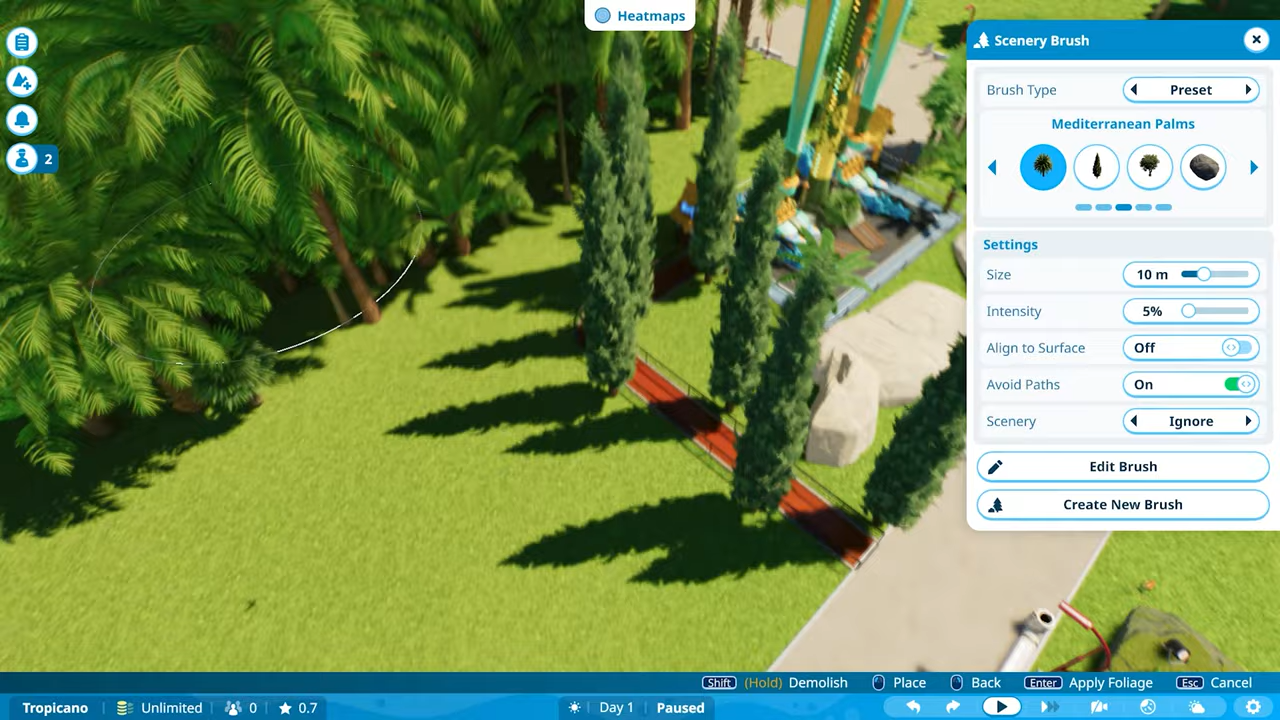 Heatmaps
2
Scenery Brush
Brush Type
Preset
Mediterranean Palms
Settings
Size
10 m
Intensity
5%
Align to Surface
Off
Avoid Paths
On
Scenery
Ignore
Edit Brush
Create New Brush
Shift (Hold) Demolish Place Back Enter Apply Foliage Esc Cancel
Tropicano Unlimited 0 0.7 Day 1 Paused